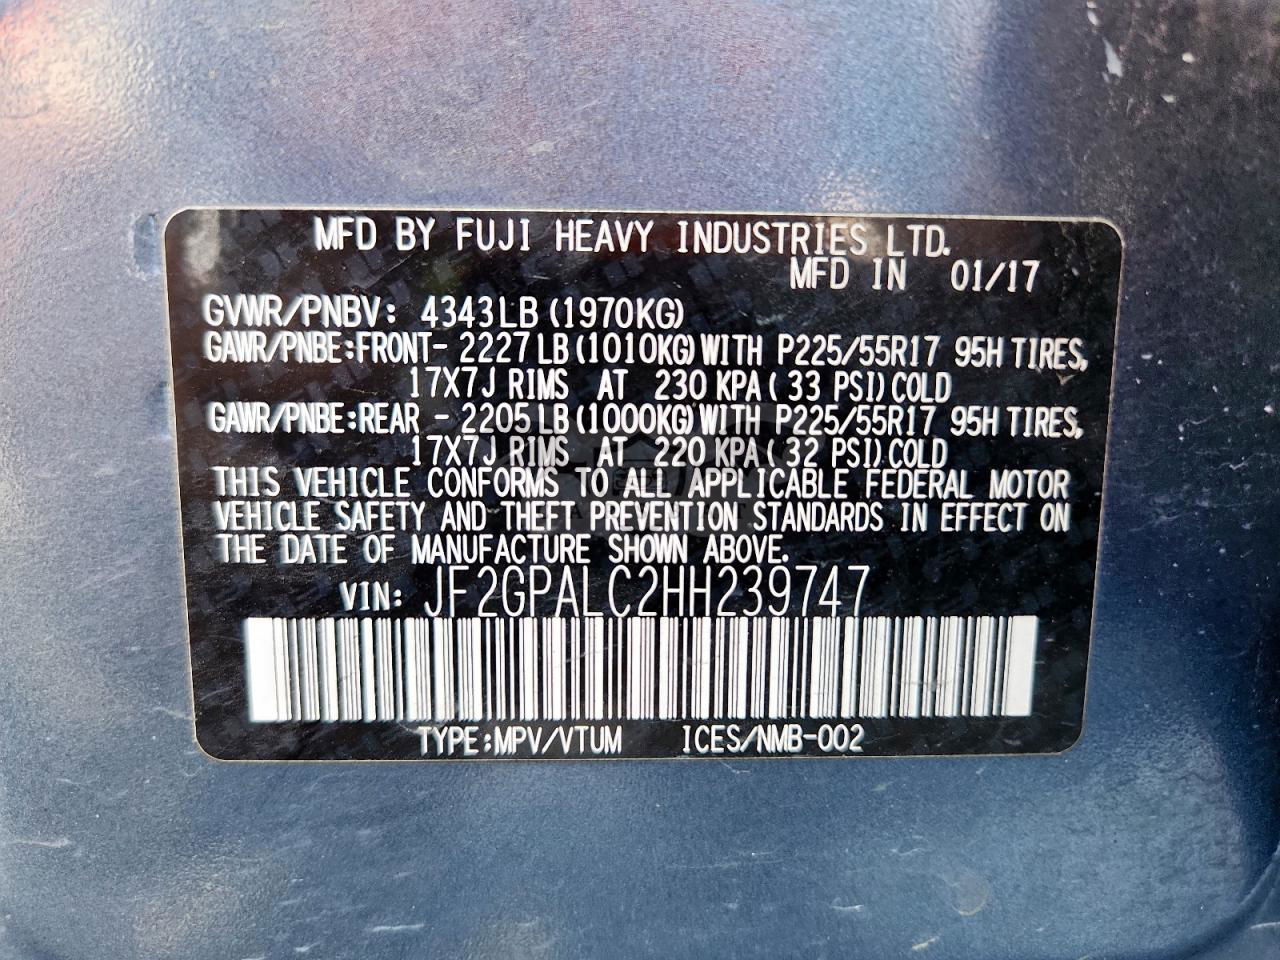 MFD BY FUJI HEAVY INDUSTRIES LTD.
MFD IN 01/17
GVWR/PNBV: 4343LB (1970KG)
GAWR/PNBE:FRONT- 2227LB(1010KG)WITH P225/55R17 95H TIRES,
17X7J RIMS AT 230 KPA( 33 PSI)COLD
GAWR/PNBE:REAR - 2205LB(1000KG)WITH P225/55R17 95H TIRES,
17X7J RIMS AT 220 KPA( 32 PSI)COLD
THIS VEHICLE CONFORMS TO ALL APPLICABLE FEDERAL MOTOR
VEHICLE SAFETY AND THEFT PREVENTION STANDARDS IN EFFECT ON
THE DATE OF MANUFACTURE SHOWN ABOVE.
VIN: JF2GPALC2HH239747
TYPE:MPV/VTUM ICES/NMB-002